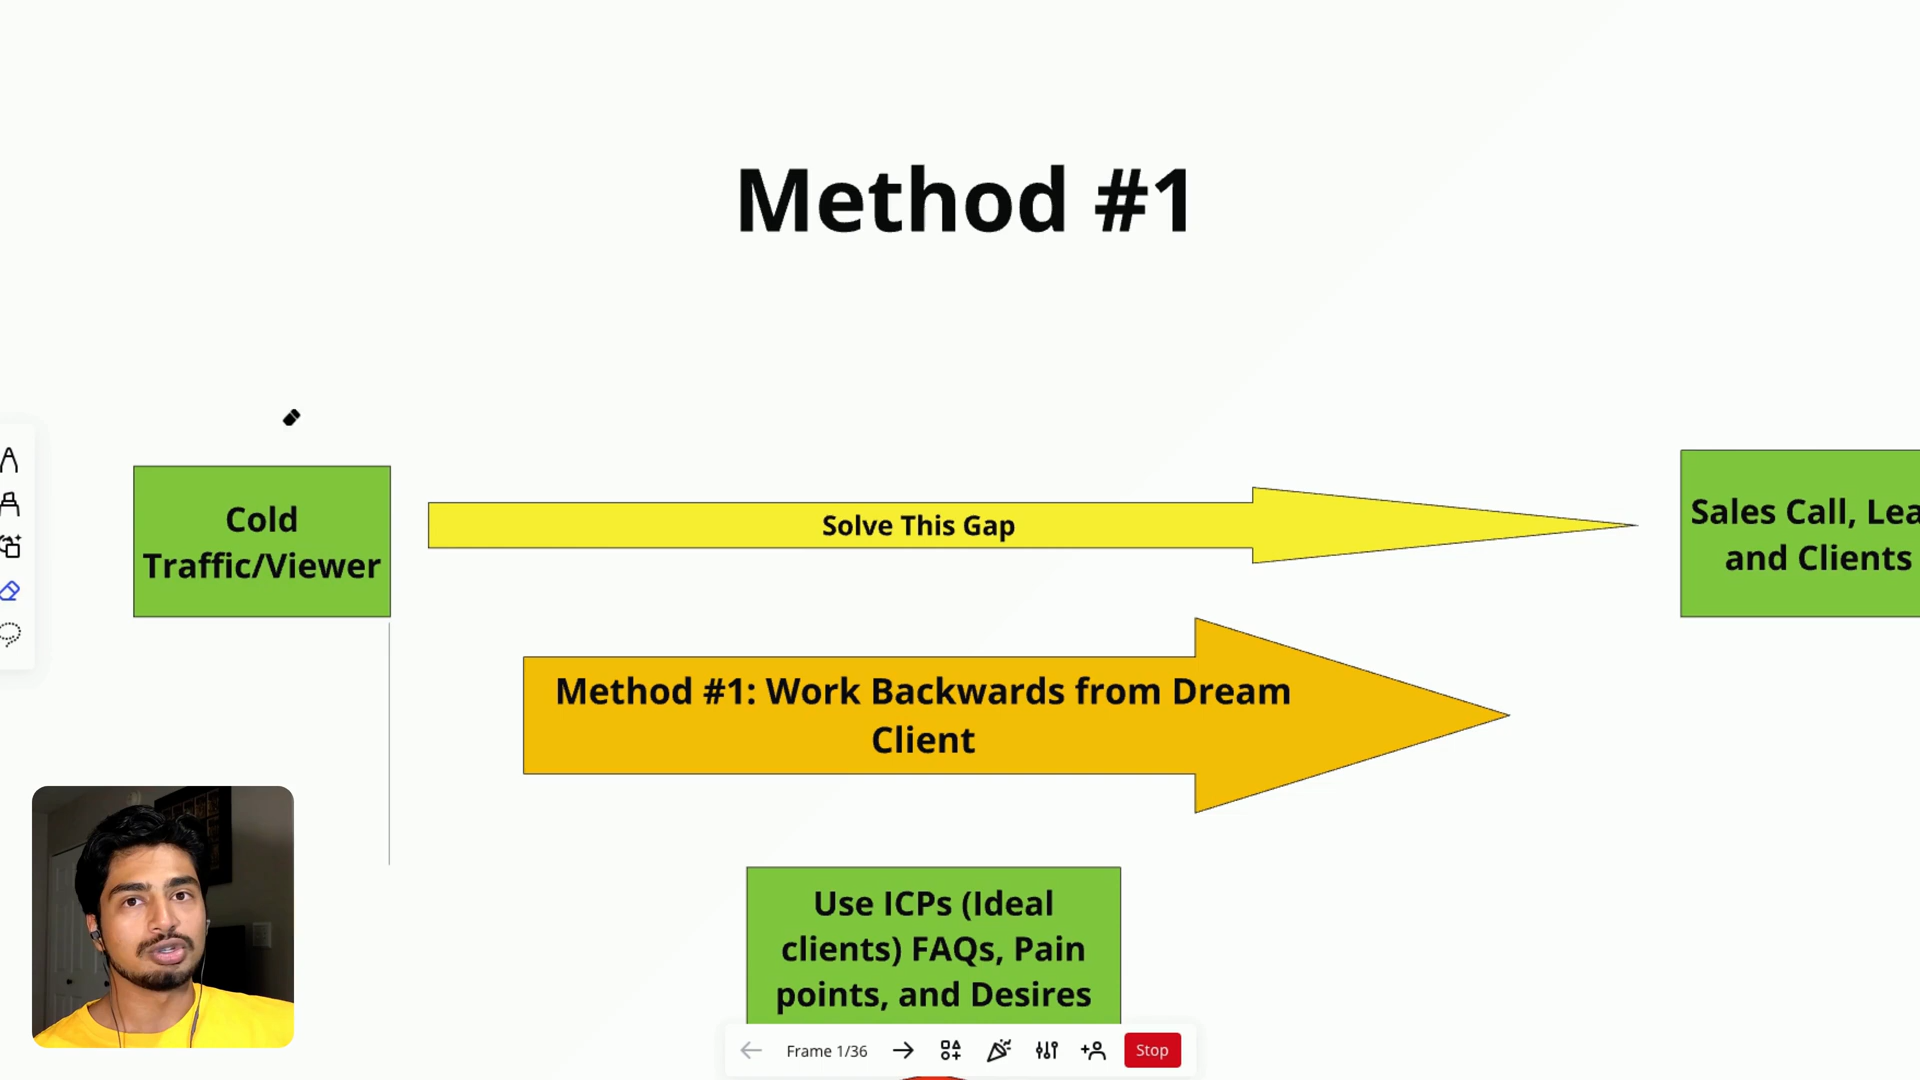 Method #1
Cold
Traffic/Viewer
Solve This Gap
Sales Call, Lea
and Clients
Method #1: Work Backwards from Dream
Client
Use ICPs (Ideal
clients) FAQs, Pain
points, and Desires
Frame 1/36
Stop